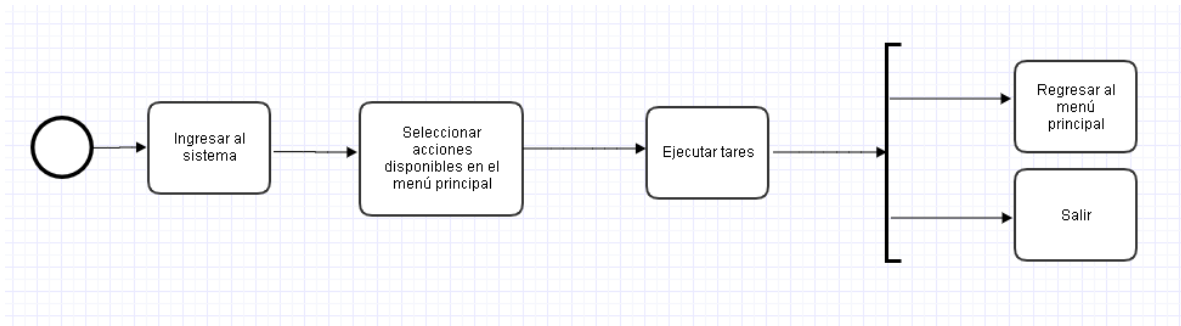 Ingresar al
sistema
Seleccionar
acciones
disponibles en el
menú principal
Ejecutar tares
Regresar al
menú
principal
Salir